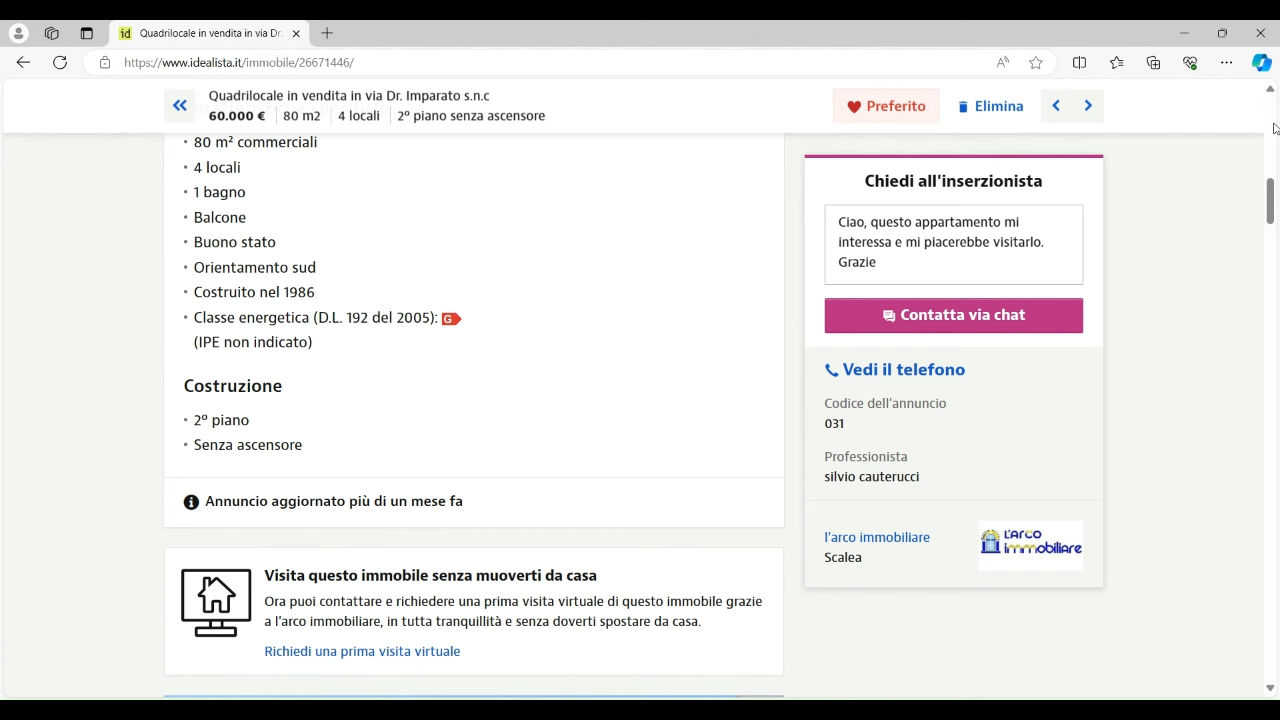 id Quadrilocale in vendita in via Dr.
https://www.idealista.it/immobile/26671446/
Quadrilocale in vendita in via Dr. Imparato s.n.c
60.000 € 80 m2 4 locali 2º piano senza ascensore
Preferito
Elimina
• 80 m² commerciali
• 4 locali
• 1 bagno
• Balcone
• Buono stato
• Orientamento sud
• Costruito nel 1986
• Classe energetica (D.L. 192 del 2005): G
(IPE non indicato)
Costruzione
• 2º piano
• Senza ascensore
Annuncio aggiornato più di un mese fa
Visita questo immobile senza muoverti da casa
Ora puoi contattare e richiedere una prima visita virtuale di questo immobile grazie
a l'arco immobiliare, in tutta tranquillità e senza doverti spostare da casa.
Richiedi una prima visita virtuale
Chiedi all'inserzionista
Ciao, questo appartamento mi
interessa e mi piacerebbe visitarlo.
Grazie
Contatta via chat
Vedi il telefono
Codice dell'annuncio
031
Professionista
silvio cauterucci
l'arco immobiliare
Scalea
L'Arco
immobiliare